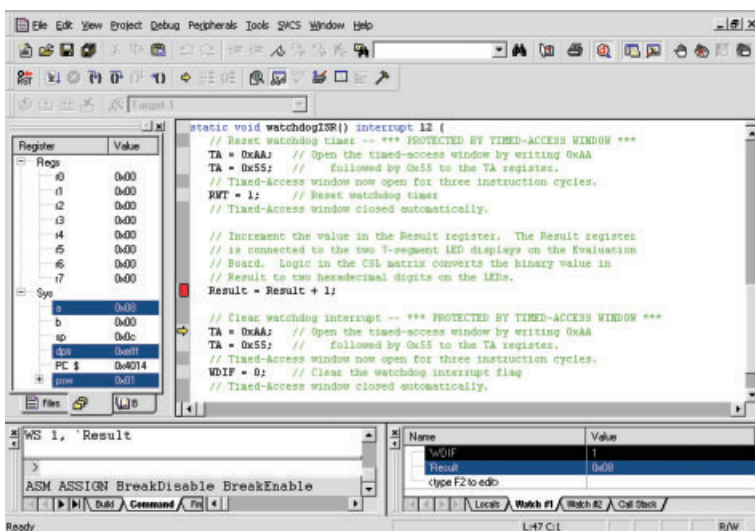 File Edit View Project Debug Peripherals Tools SVCS Window Help
RST
Target 1
Register Value
Regs
r0 0x00
r1 0x00
r2 0x00
r3 0x00
r4 0x00
r5 0x00
r6 0x00
r7 0x00
Sys
a 0x08
b 0x00
sp 0x0c
dptr 0xefff
PC $ 0x4014
psw 0x01
Files
static void watchdogISR() interrupt 12 {
// Reset watchdog timer -- *** PROTECTED BY TIMED-ACCESS WINDOW ***
TA = 0xAA; // Open the timed-access window by writing 0xAA
TA = 0x55; // followed by 0x55 to the TA register.
// Timed-Access window now open for three instruction cycles.
RWT = 1; // Reset watchdog timer
// Timed-Access window closed automatically.
// Increment the value in the Result register. The Result register
// is connected to the two 7-segment LED displays on the Evaluation
// Board. Logic in the CSL matrix converts the binary value in
// Result to two hexadecimal digits on the LEDs.
Result = Result + 1;
// Clear watchdog interrupt -- *** PROTECTED BY TIMED-ACCESS WINDOW ***
TA = 0xAA; // Open the timed-access window by writing 0xAA
TA = 0x55; // followed by 0x55 to the TA register.
// Timed-Access window now open for three instruction cycles.
WDIF = 0; // Clear the watchdog interrupt flag
// Timed-Access window closed automatically.
WS 1, `Result
>
ASM ASSIGN BreakDisable BreakEnable
Build Command Fin
Name Value
`WDIF 1
`Result 0x08
<type F2 to edit>
Locals Watch #1 Watch #2 Call Stack
Ready L:47 C:1 R/W